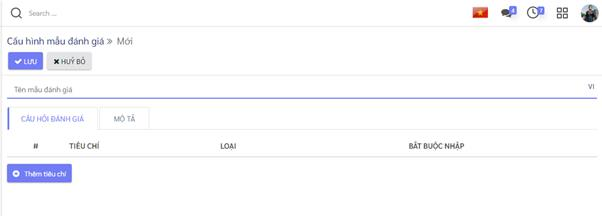 Search ...
4
7
Cấu hình mẫu đánh giá » Mới
LƯU
HUỶ BỎ
Tên mẫu đánh giá
VI
CÂU HỎI ĐÁNH GIÁ
MÔ TẢ
# TIÊU CHÍ LOẠI BẮT BUỘC NHẬP
Thêm tiêu chí